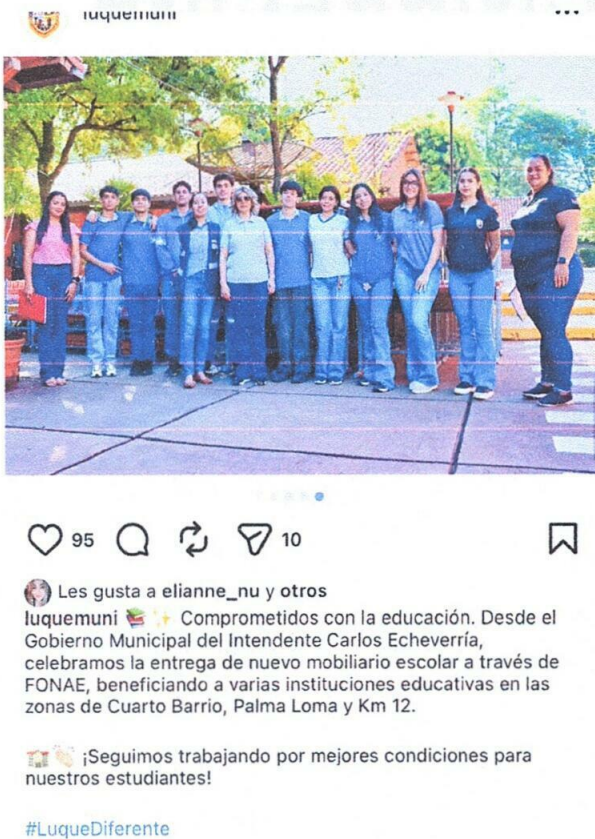 luquemuni
95
10
Les gusta a elianne_nu y otros
luquemuni 📚✨ Comprometidos con la educación. Desde el
Gobierno Municipal del Intendente Carlos Echeverría,
celebramos la entrega de nuevo mobiliario escolar a través de
FONAE, beneficiando a varias instituciones educativas en las
zonas de Cuarto Barrio, Palma Loma y Km 12.
🏫👏🏻 ¡Seguimos trabajando por mejores condiciones para
nuestros estudiantes!
#LuqueDiferente